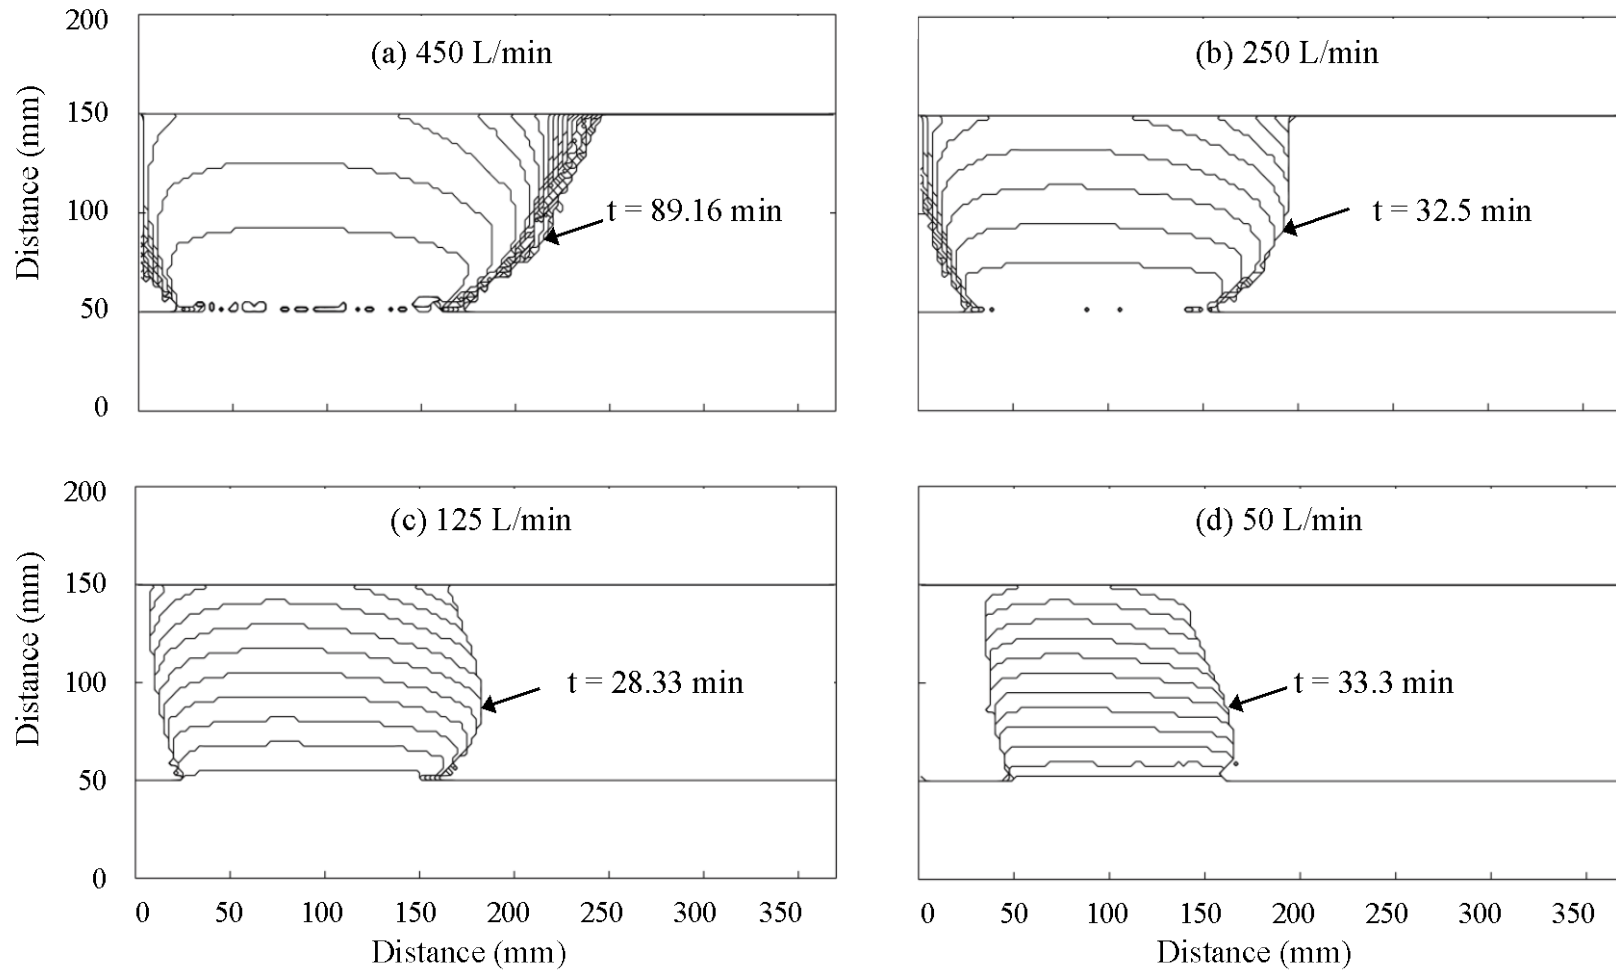 (a) 450 L/min
(b) 250 L/min
200
150
100
50
0
Distance (mm)
t = 89.16 min
t = 32.5 min
(c) 125 L/min
(d) 50 L/min
200
150
100
50
0
Distance (mm)
t = 28.33 min
t = 33.3 min
0 50 100 150 200 250 300 350
0 50 100 150 200 250 300 350
Distance (mm)
Distance (mm)